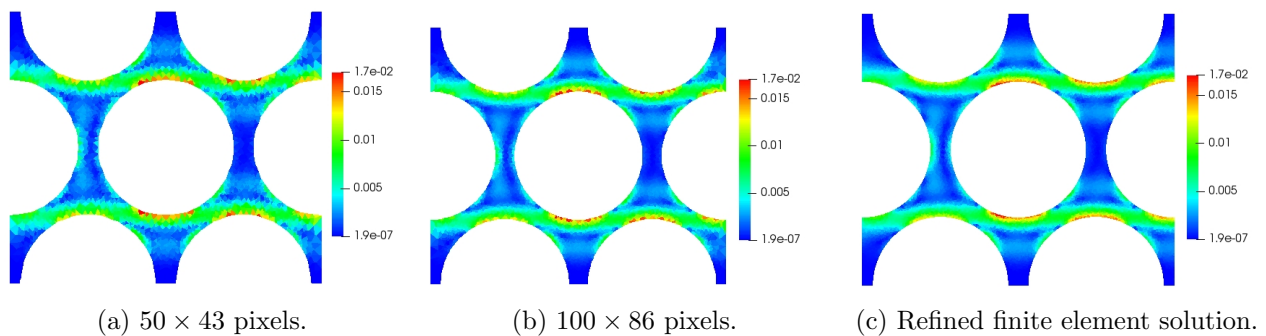 1.7e-02
0.015
0.01
0.005
1.9e-07
1.7e-02
0.015
0.01
0.005
1.9e-07
1.7e-02
0.015
0.01
0.005
1.9e-07
(a) 50 × 43 pixels.
(b) 100 × 86 pixels.
(c) Refined finite element solution.